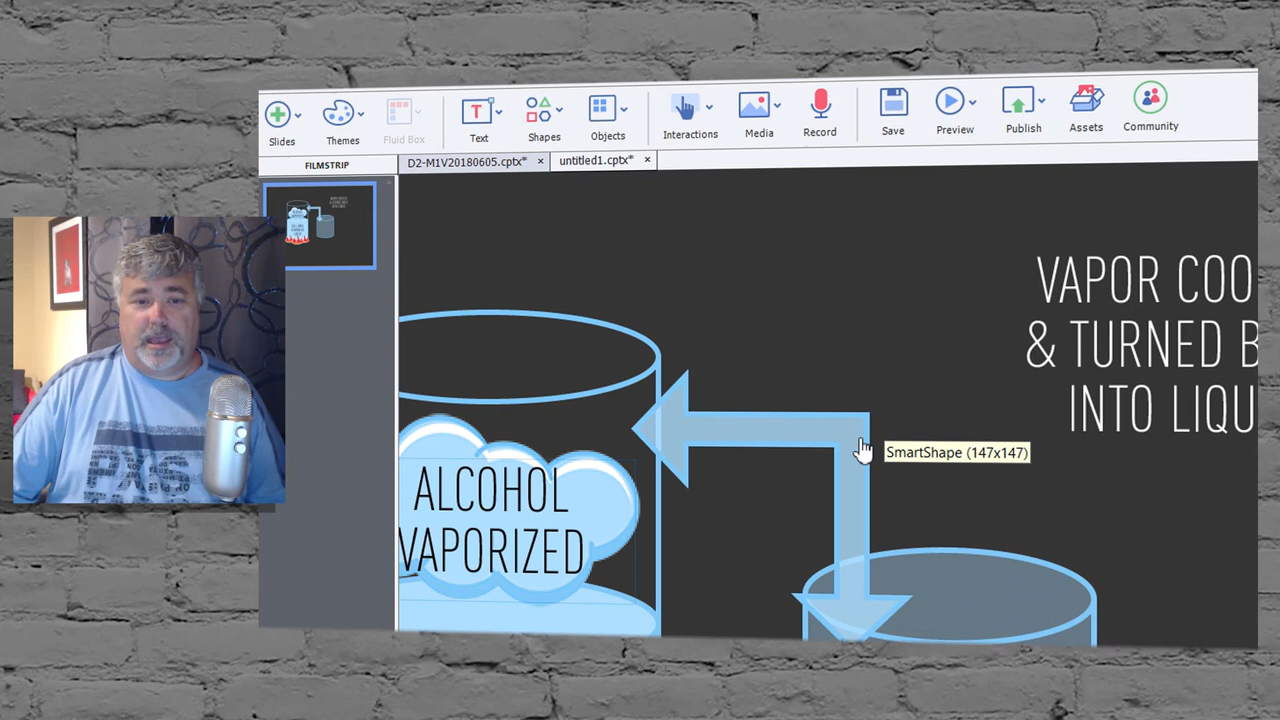 Slides
Themes
Fluid Box
Text
Shapes
Objects
Interactions
Media
Record
Save
Preview
Publish
Assets
Community
FILMSTRIP
D2-M1V20180605.cptx*
untitled1.cptx*
VAPOR COO
& TURNED B
INTO LIQU
SmartShape (147x147)
ALCOHOL
VAPORIZED